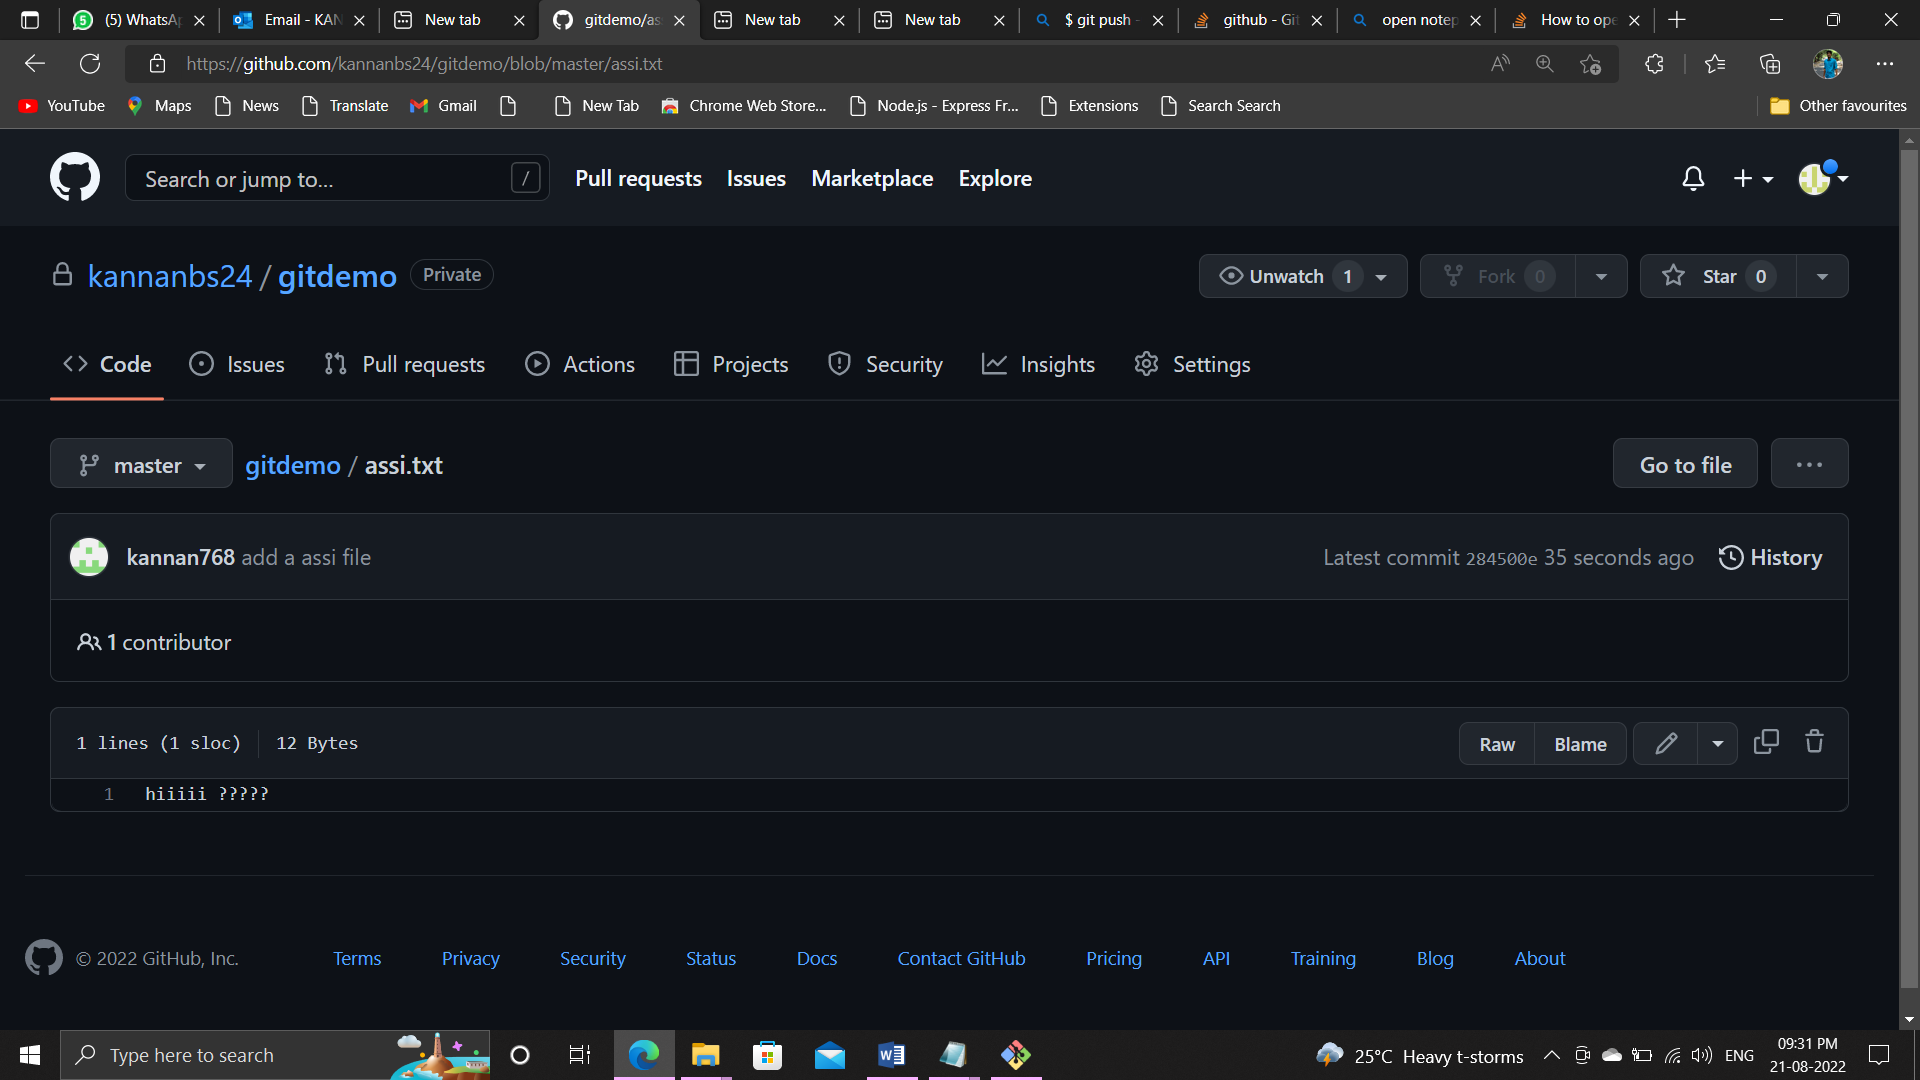 (5) WhatsA
Email - KAN
New tab
gitdemo/as
New tab
New tab
$ git push -
github - Git
open notep
How to ope
https://github.com/kannanbs24/gitdemo/blob/master/assi.txt
YouTube
Maps
News
Translate
Gmail
New Tab
Chrome Web Store...
Node.js - Express Fr...
Extensions
Search Search
Other favourites
Search or jump to...
/
Pull requests
Issues
Marketplace
Explore
kannanbs24 / gitdemo
Private
Unwatch 1
Fork 0
Star 0
Code
Issues
Pull requests
Actions
Projects
Security
Insights
Settings
master
gitdemo / assi.txt
Go to file
kannan768 add a assi file
Latest commit 284500e 35 seconds ago
History
1 contributor
1 lines (1 sloc)
12 Bytes
Raw
Blame
1 hiiiii ?????
© 2022 GitHub, Inc.
Terms
Privacy
Security
Status
Docs
Contact GitHub
Pricing
API
Training
Blog
About
Type here to search
25°C Heavy t-storms
ENG
09:31 PM
21-08-2022